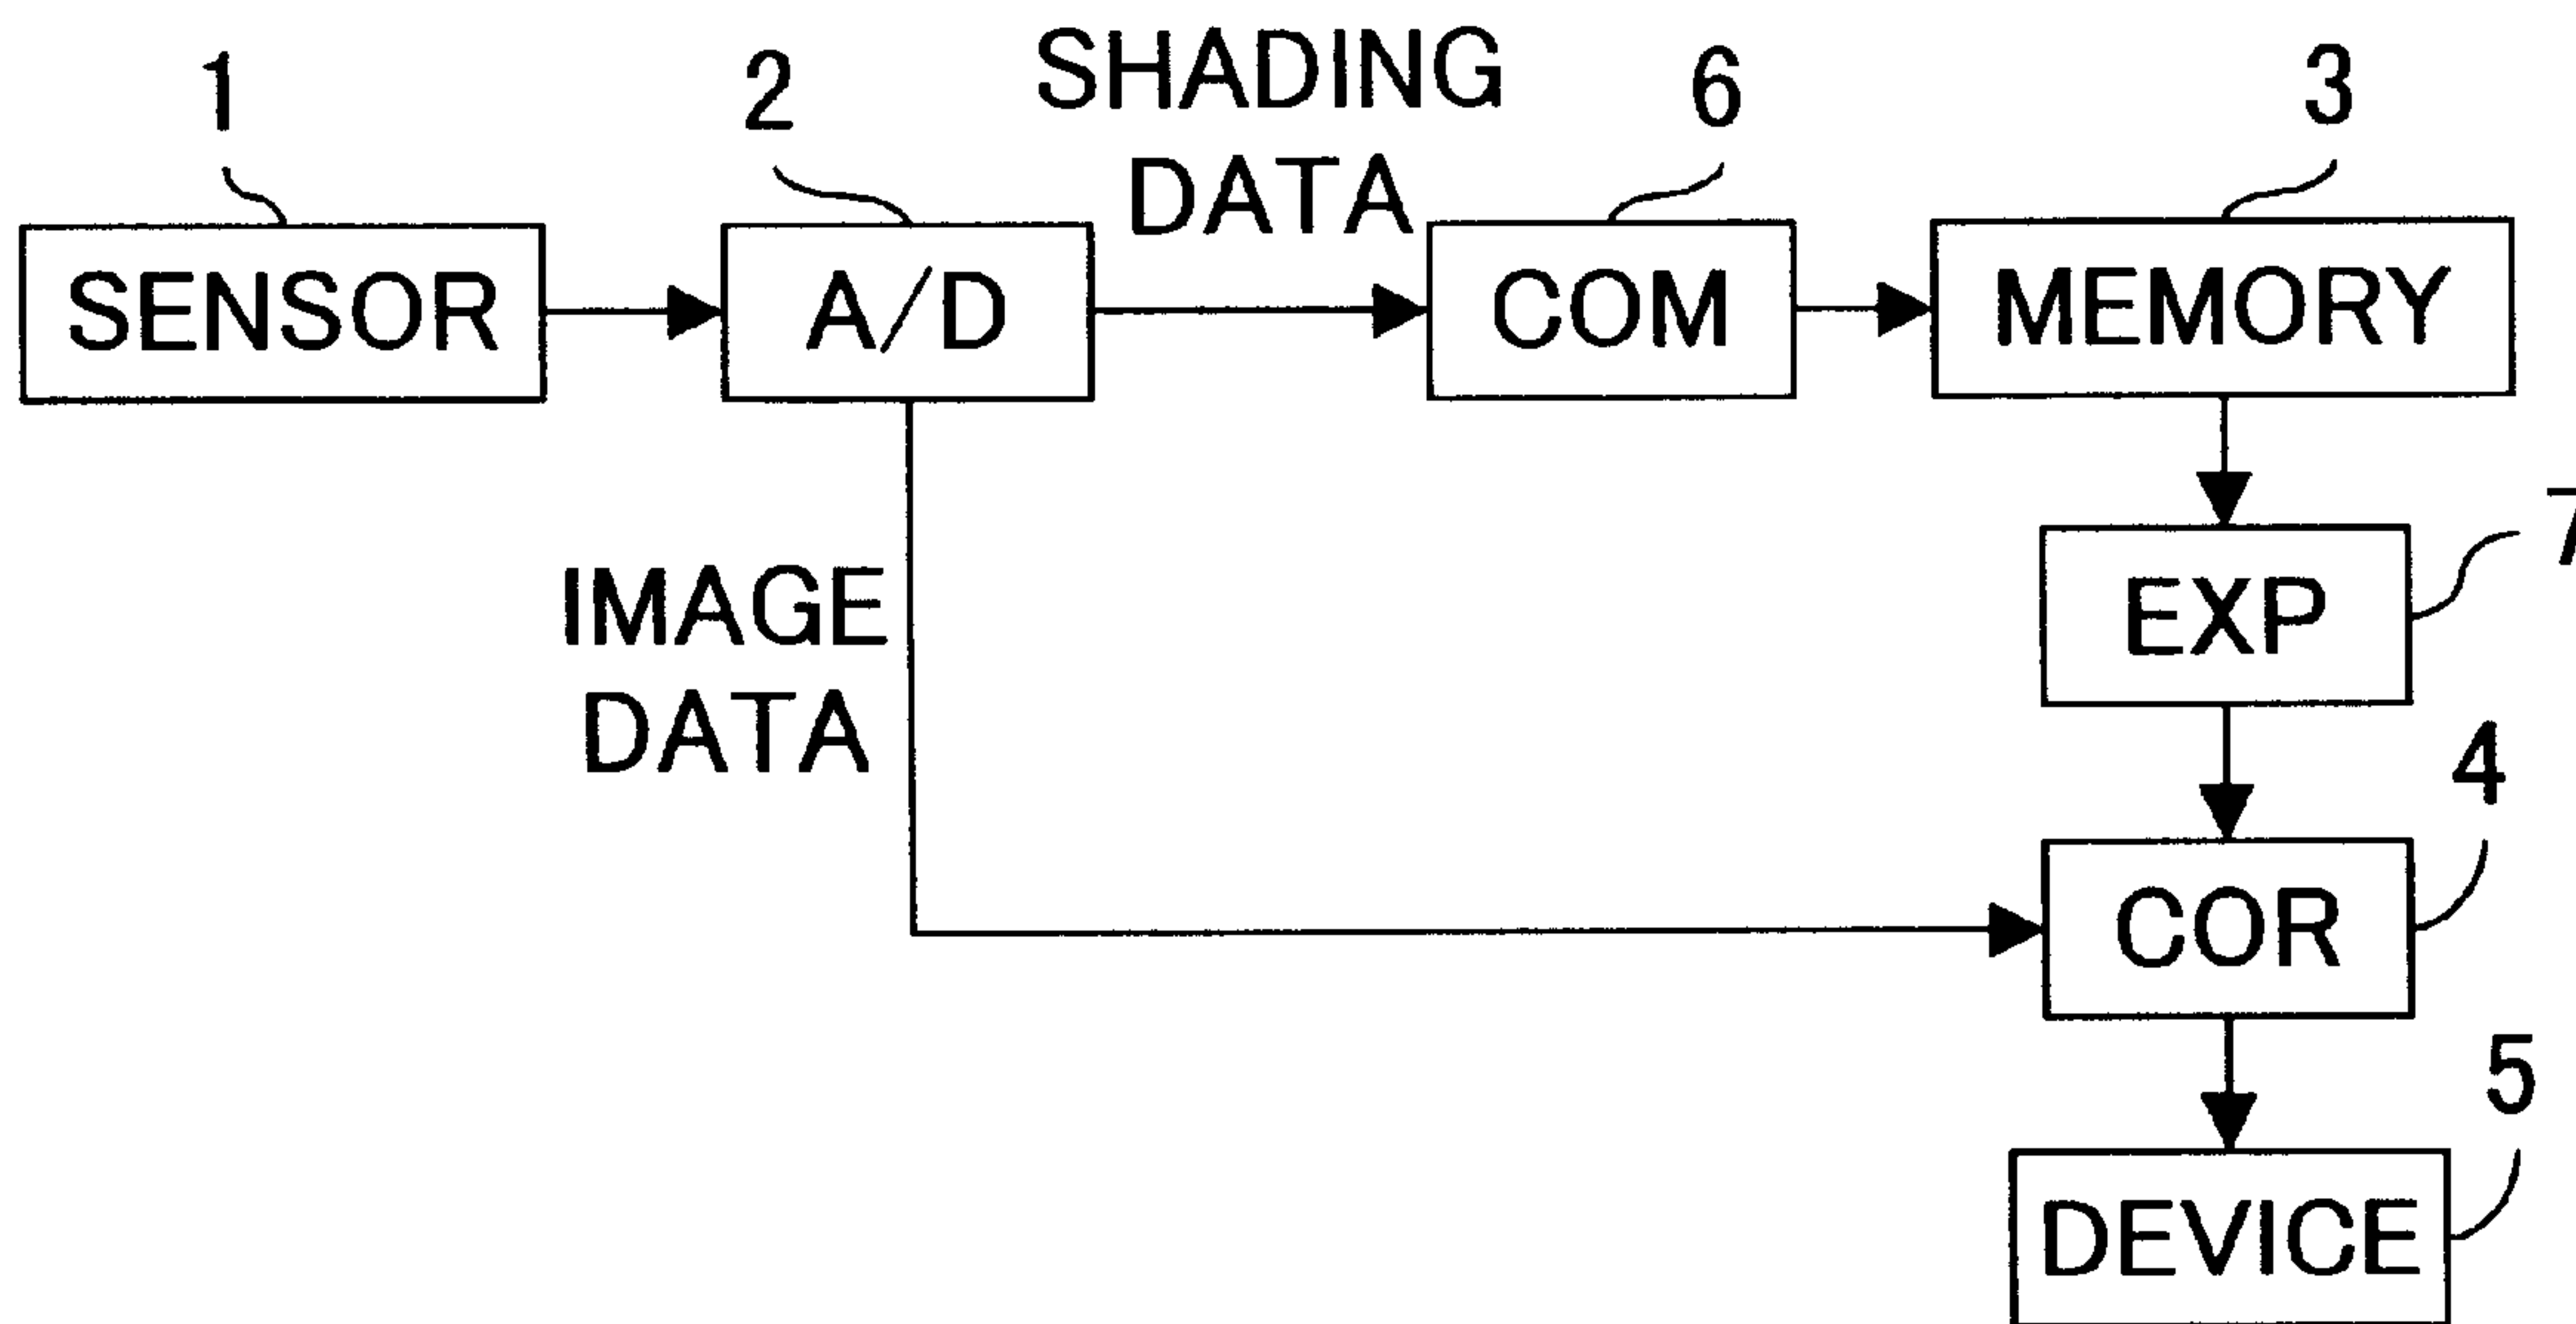 1
2
SHADING
DATA
6
3
SENSOR
A/D
COM
MEMORY
7
IMAGE
DATA
EXP
4
COR
5
DEVICE